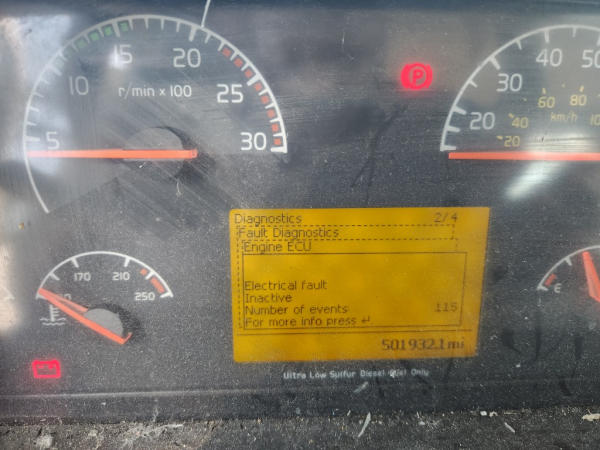 5 10 15 20 25 30
r/min x 100
P
20 30 40 50
20 40 60 80
km/h
170 210 250
Diagnostics 2/4
Fault Diagnostics
Engine ECU
Electrical fault
Inactive
Number of events 115
For more info press ↵
501932.1 mi
E
Ultra Low Sulfur Diesel Fuel Only